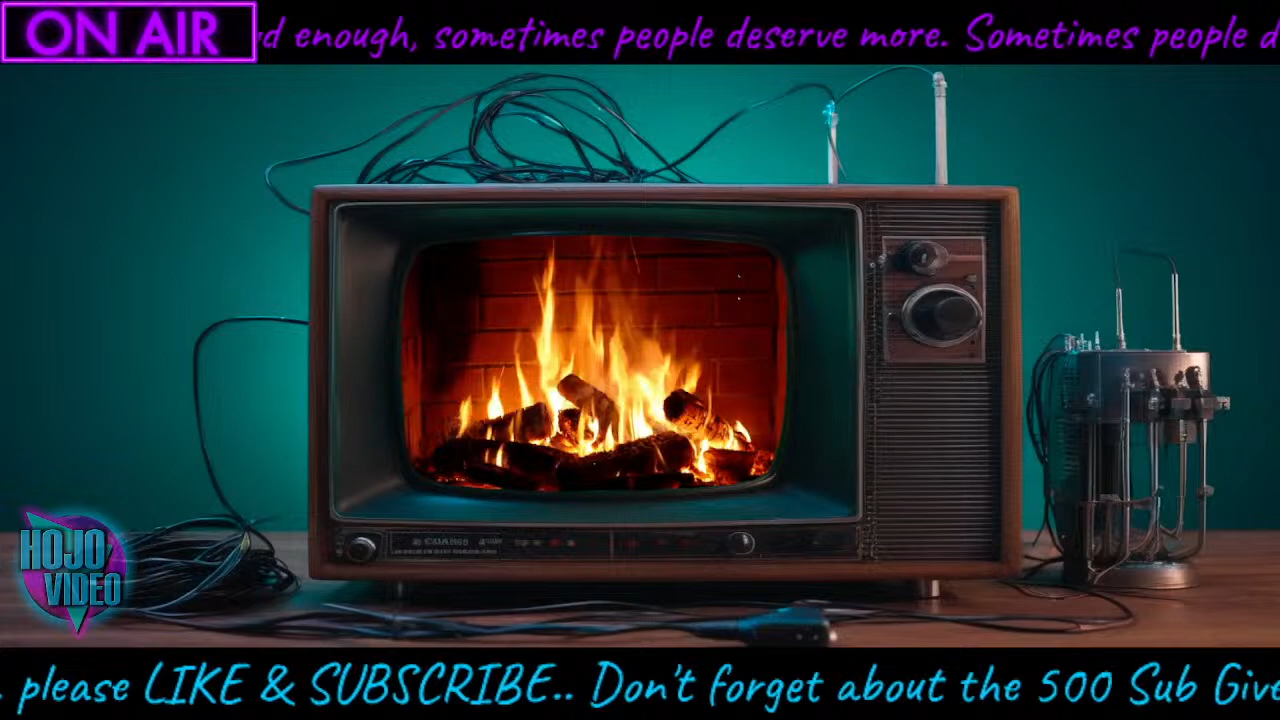 ON AIR
d enough, sometimes people deserve more. Sometimes people d
HOJO
VIDEO
. please LIKE & SUBSCRIBE.. Don't forget about the 500 Sub Give